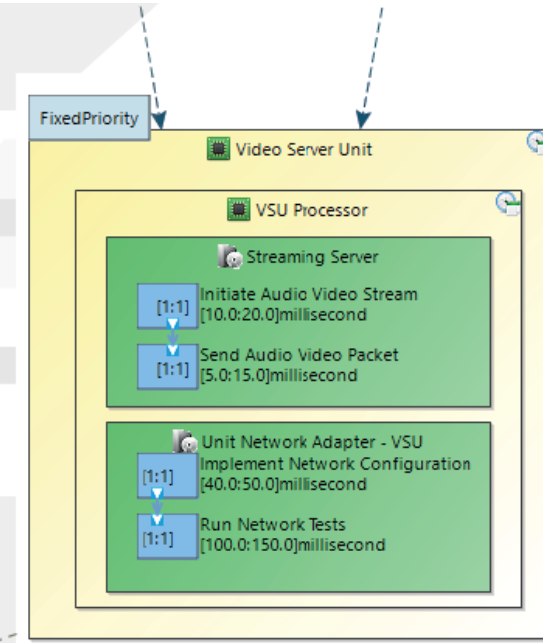 FixedPriority
Video Server Unit
VSU Processor
Streaming Server
[1:1]
Initiate Audio Video Stream
[10.0:20.0]millisecond
[1:1]
Send Audio Video Packet
[5.0:15.0]millisecond
Unit Network Adapter - VSU
[1:1]
Implement Network Configuration
[40.0:50.0]millisecond
[1:1]
Run Network Tests
[100.0:150.0]millisecond